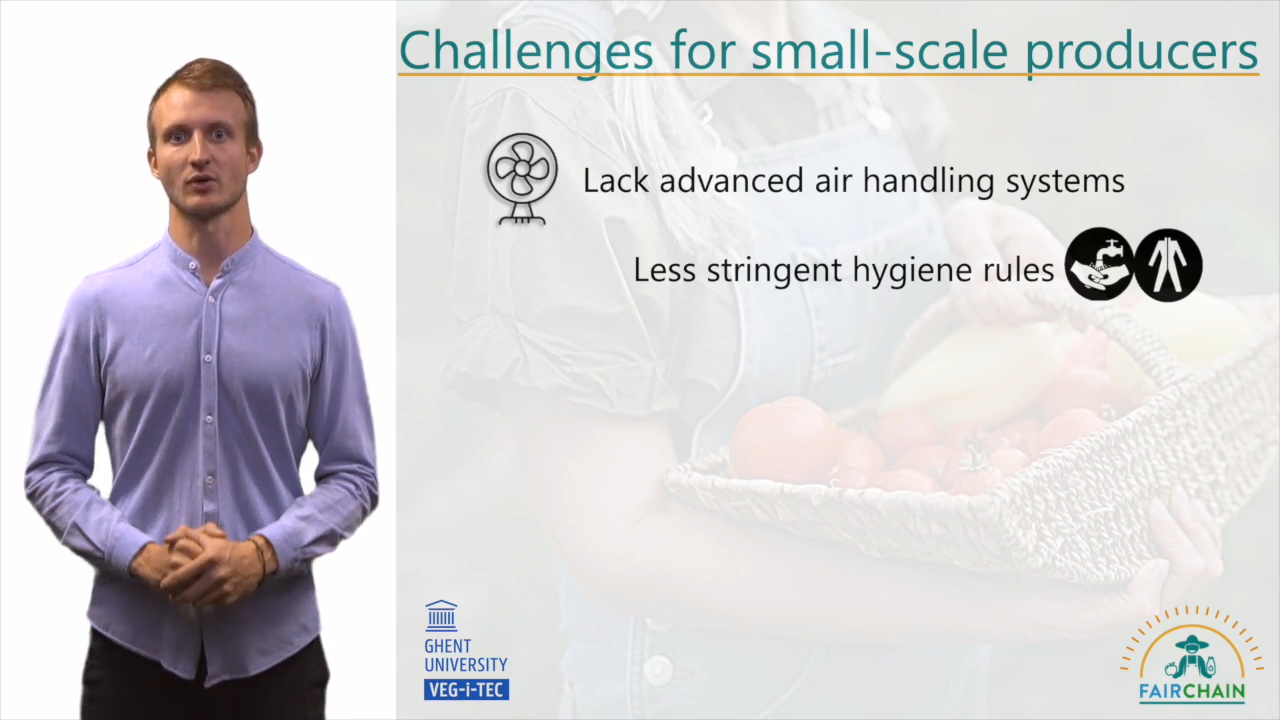 Challenges for small-scale producers
Lack advanced air handling systems
Less stringent hygiene rules
GHENT
UNIVERSITY
VEG-i-TEC
FAIRCHAIN